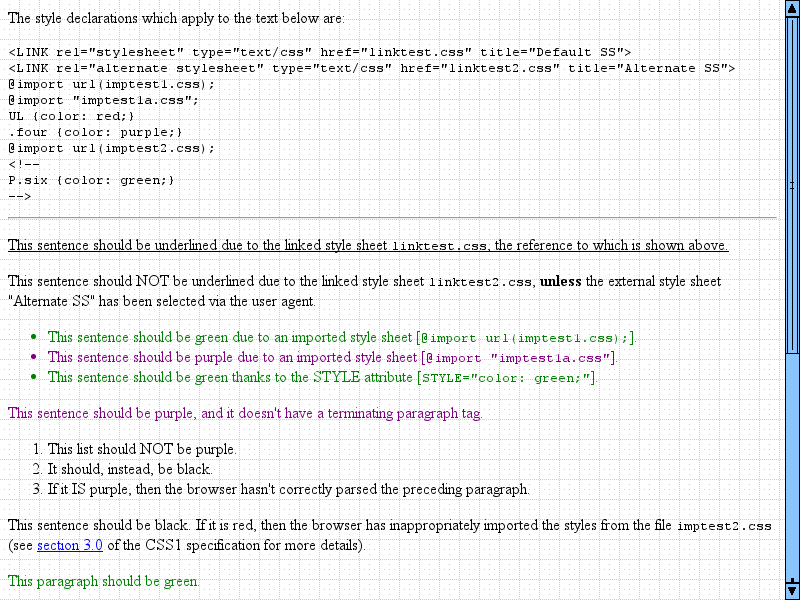 The style declarations which apply to the text below are:
<LINK rel="stylesheet" type="text/css" href="linktest.css" title="Default SS">
<LINK rel="alternate stylesheet" type="text/css" href="linktest2.css" title="Alternate SS">
@import url(imptest1.css);
@import "imptest1a.css";
UL {color: red;}
.four {color: purple;}
@import url(imptest2.css);
<!--
P.six {color: green;}
-->
This sentence should be underlined due to the linked style sheet linktest.css, the reference to which is shown above.
This sentence should NOT be underlined due to the linked style sheet linktest2.css, unless the external style sheet
"Alternate SS" has been selected via the user agent.
• This sentence should be green due to an imported style sheet [@import url(imptest1.css);].
• This sentence should be purple due to an imported style sheet [@import "imptest1a.css"].
• This sentence should be green thanks to the STYLE attribute [STYLE="color: green;"].
This sentence should be purple, and it doesn't have a terminating paragraph tag.
1. This list should NOT be purple.
2. It should, instead, be black.
3. If it IS purple, then the browser hasn't correctly parsed the preceding paragraph.
This sentence should be black. If it is red, then the browser has inappropriately imported the styles from the file imptest2.css
(see section 3.0 of the CSS1 specification for more details).
This paragraph should be green.